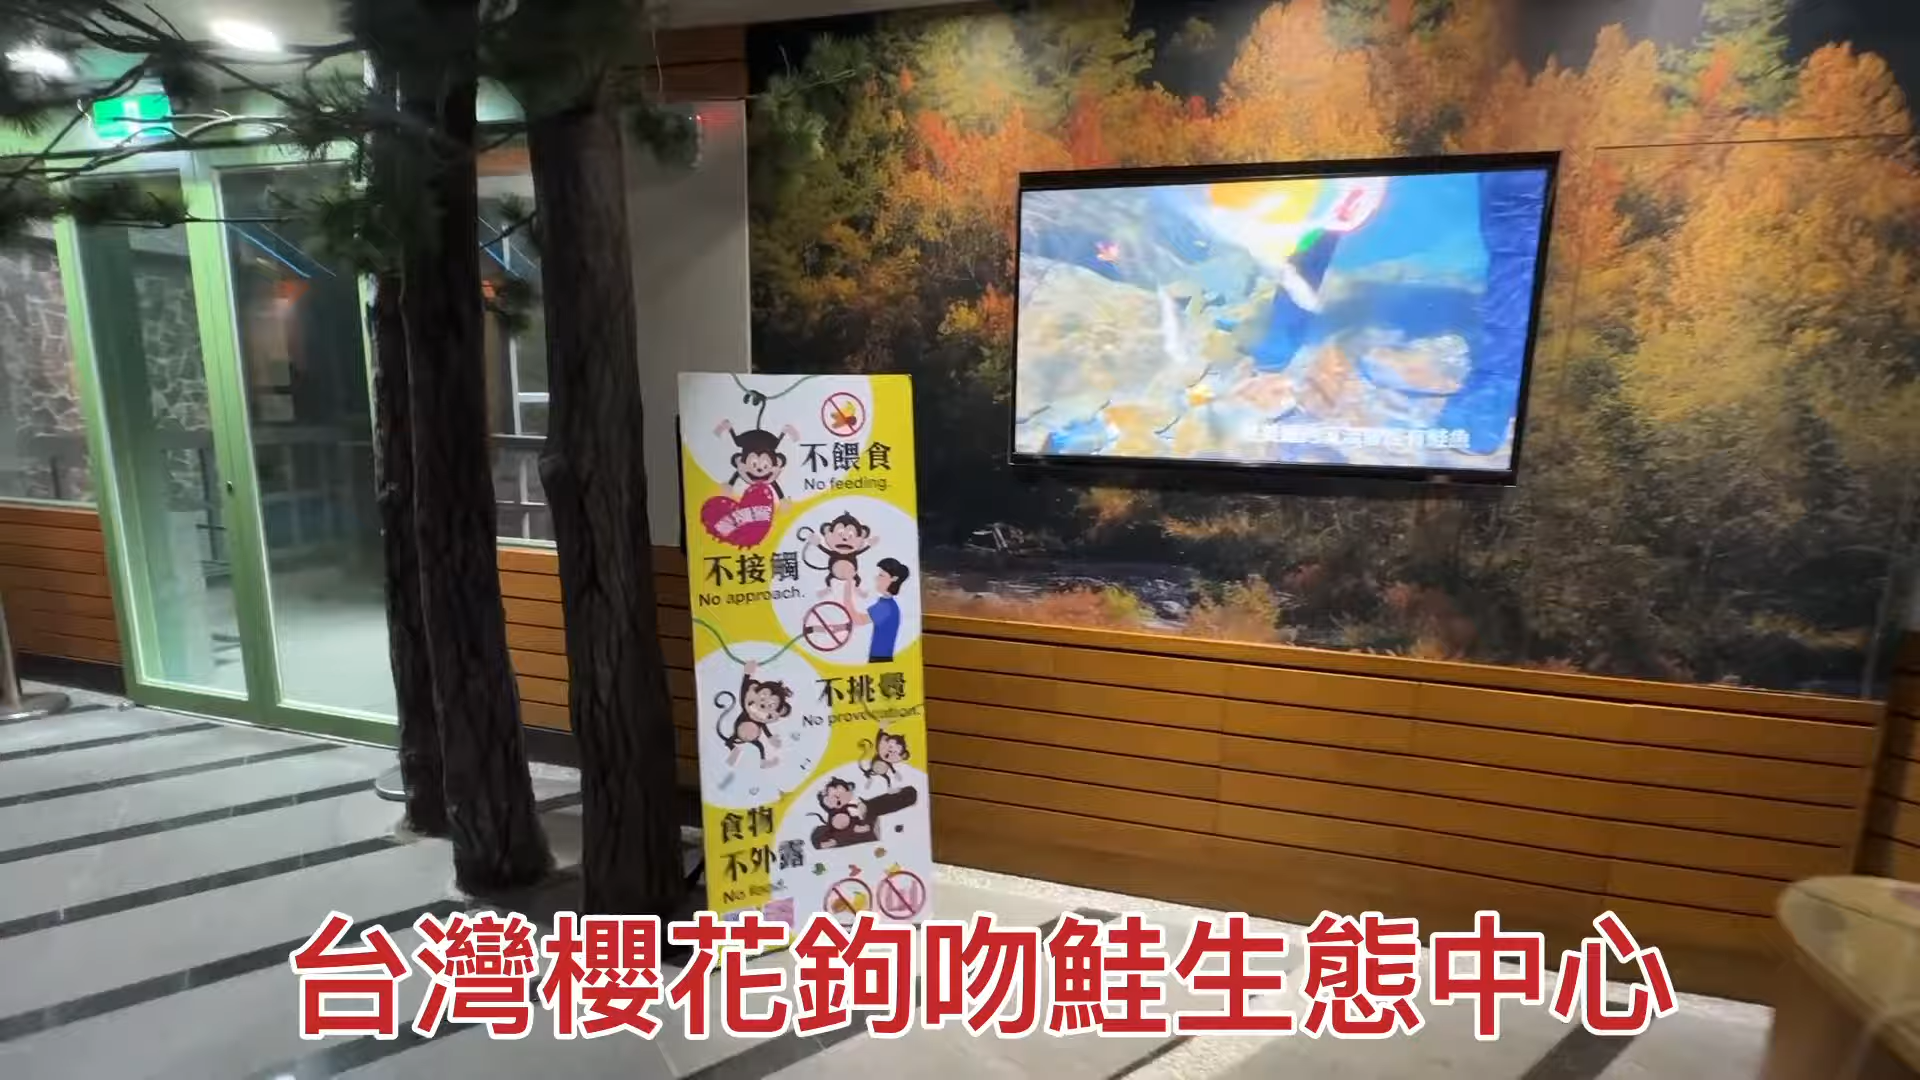 不餵食
No feeding.
不接觸
No approach.
不挑釁
No provocation.
食物
不外露
No food.
台灣櫻花鉤吻鮭生態中心